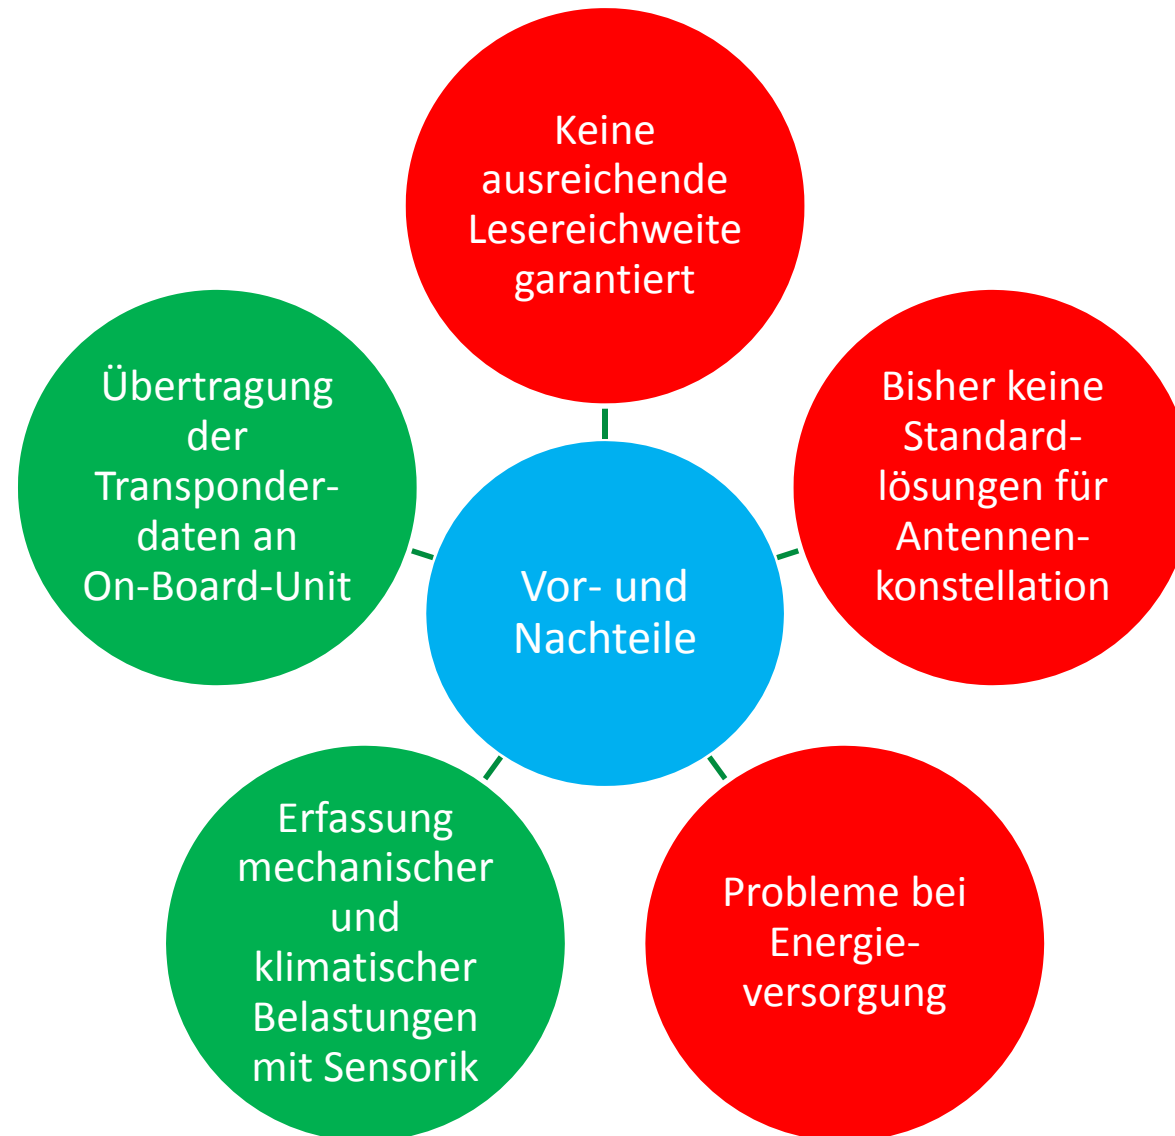 Keine
ausreichende
Lesereichweite
garantiert
Übertragung
der
Transponder-
daten an
On-Board-Unit
Bisher keine
Standard-
lösungen für
Antennen-
konstellation
Vor- und
Nachteile
Erfassung
mechanischer
und
klimatischer
Belastungen
mit Sensorik
Probleme bei
Energie-
versorgung